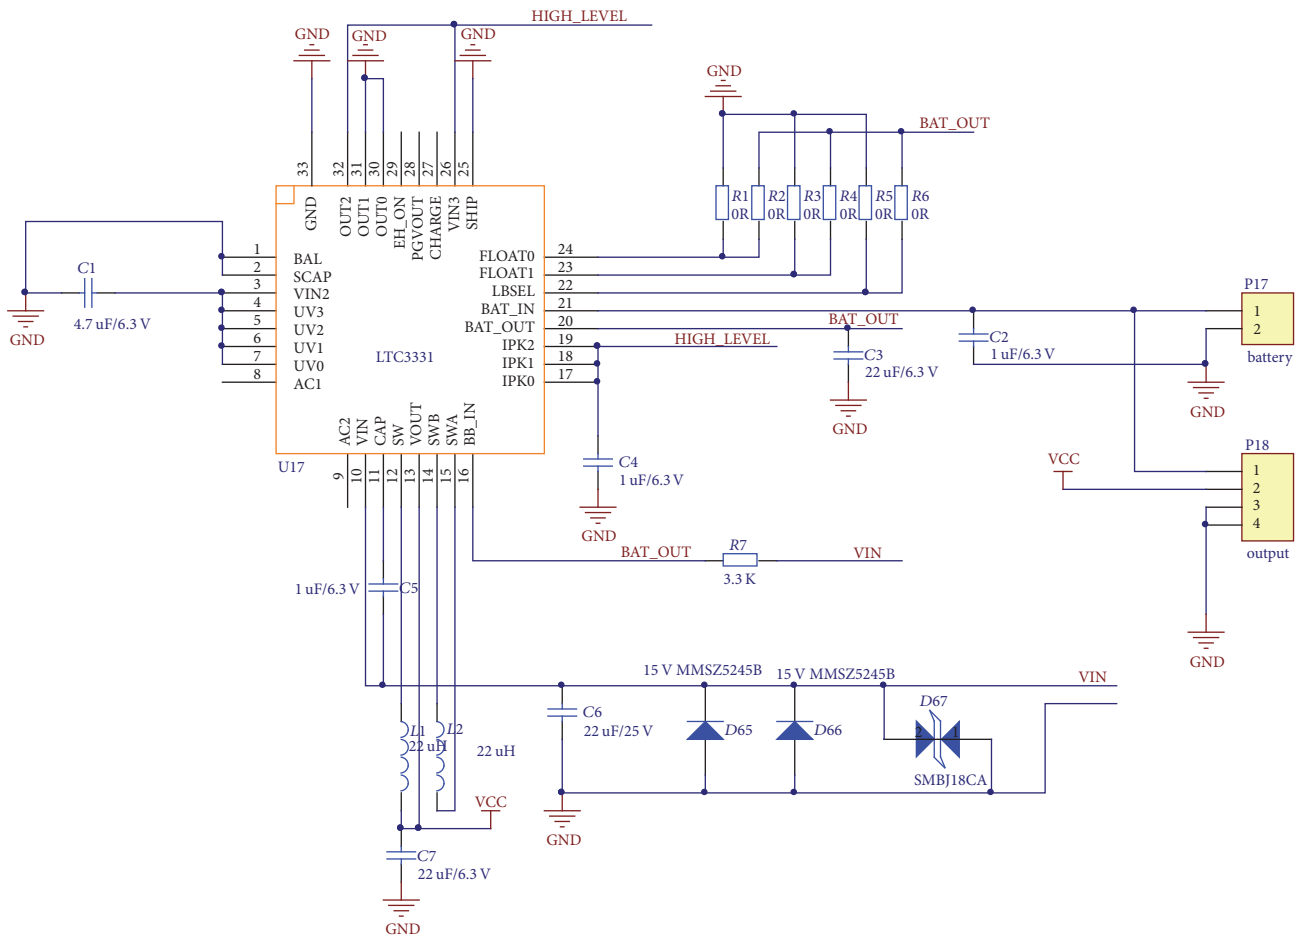 HIGH_LEVEL
GND
GND
GND
33
32
31
30
29
28
27
26
25
GND
OUT2
OUT1
OUT0
EH_ON
PGVOUT
CHARGE
VIN3
SHIP
GND
BAT_OUT
R1
0R
R2
0R
R3
0R
R4
0R
R5
0R
R6
0R
1 BAL
2 SCAP
3 VIN2
4 UV3
5 UV2
6 UV1
7 UV0
8 AC1
C1
4.7 uF/6.3 V
GND
LTC3331
U17
FLOAT0 24
FLOAT1 23
LBSEL 22
BAT_IN 21
BAT_OUT 20
IPK2 19
IPK1 18
IPK0 17
HIGH_LEVEL
BAT_OUT
C3
22 uF/6.3 V
GND
C2
1 uF/6.3 V
P17
1
2
battery
GND
P18
1
2
3
4
output
VCC
GND
AC2
VIN
CAP
SW
VOUT
SWB
SWA
BB_IN
9
10
11
12
13
14
15
16
C4
1 uF/6.3 V
GND
BAT_OUT
R7
3.3 K
VIN
1 uF/6.3 V
C5
15 V MMSZ5245B
15 V MMSZ5245B
VIN
C6
22 uF/25 V
D65
D66
D67
2
1
SMBJ18CA
GND
L1
22 uH
L2
22 uH
VCC
C7
22 uF/6.3 V
GND